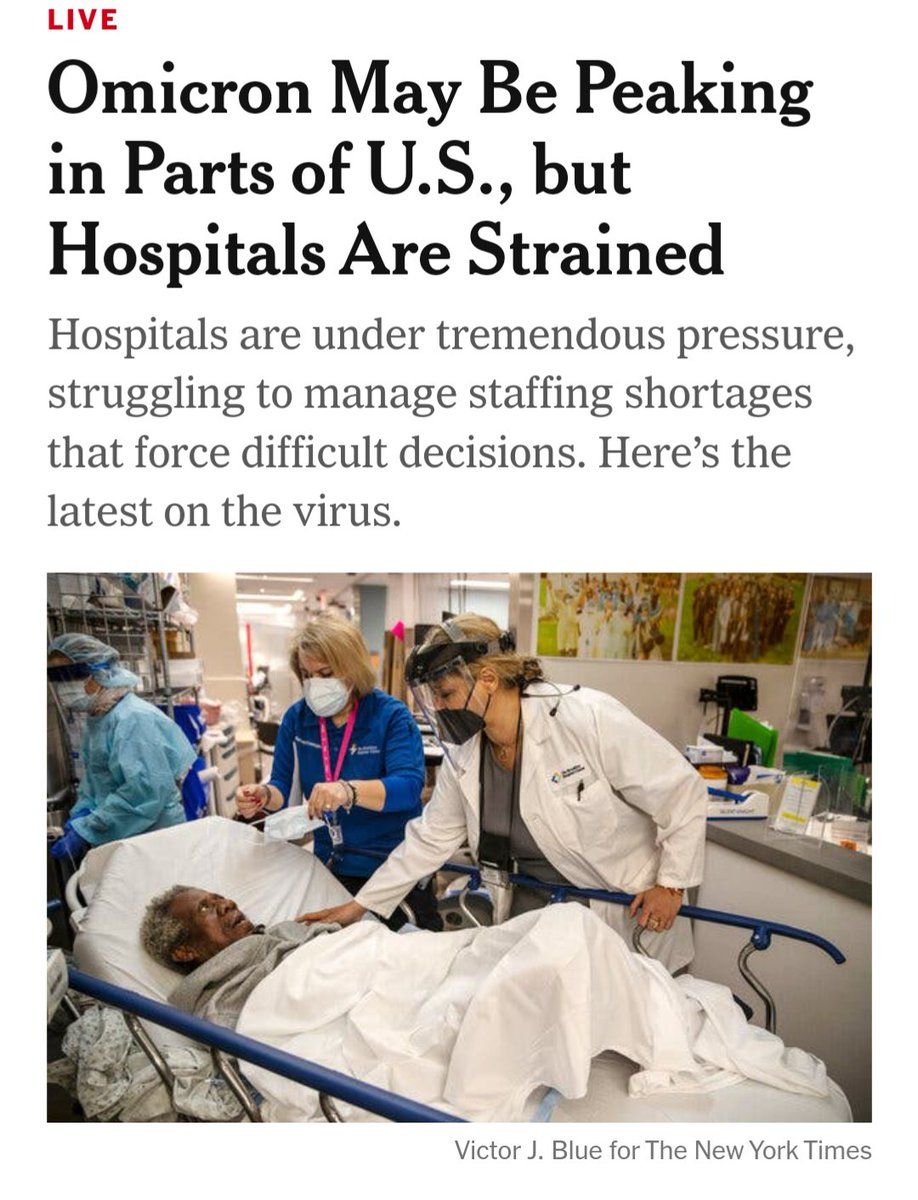 LIVE
Omicron May Be Peaking
in Parts of U.S., but
Hospitals Are Strained
Hospitals are under tremendous pressure,
struggling to manage staffing shortages
that force difficult decisions. Here’s the
latest on the virus.
Victor J. Blue for The New York Times